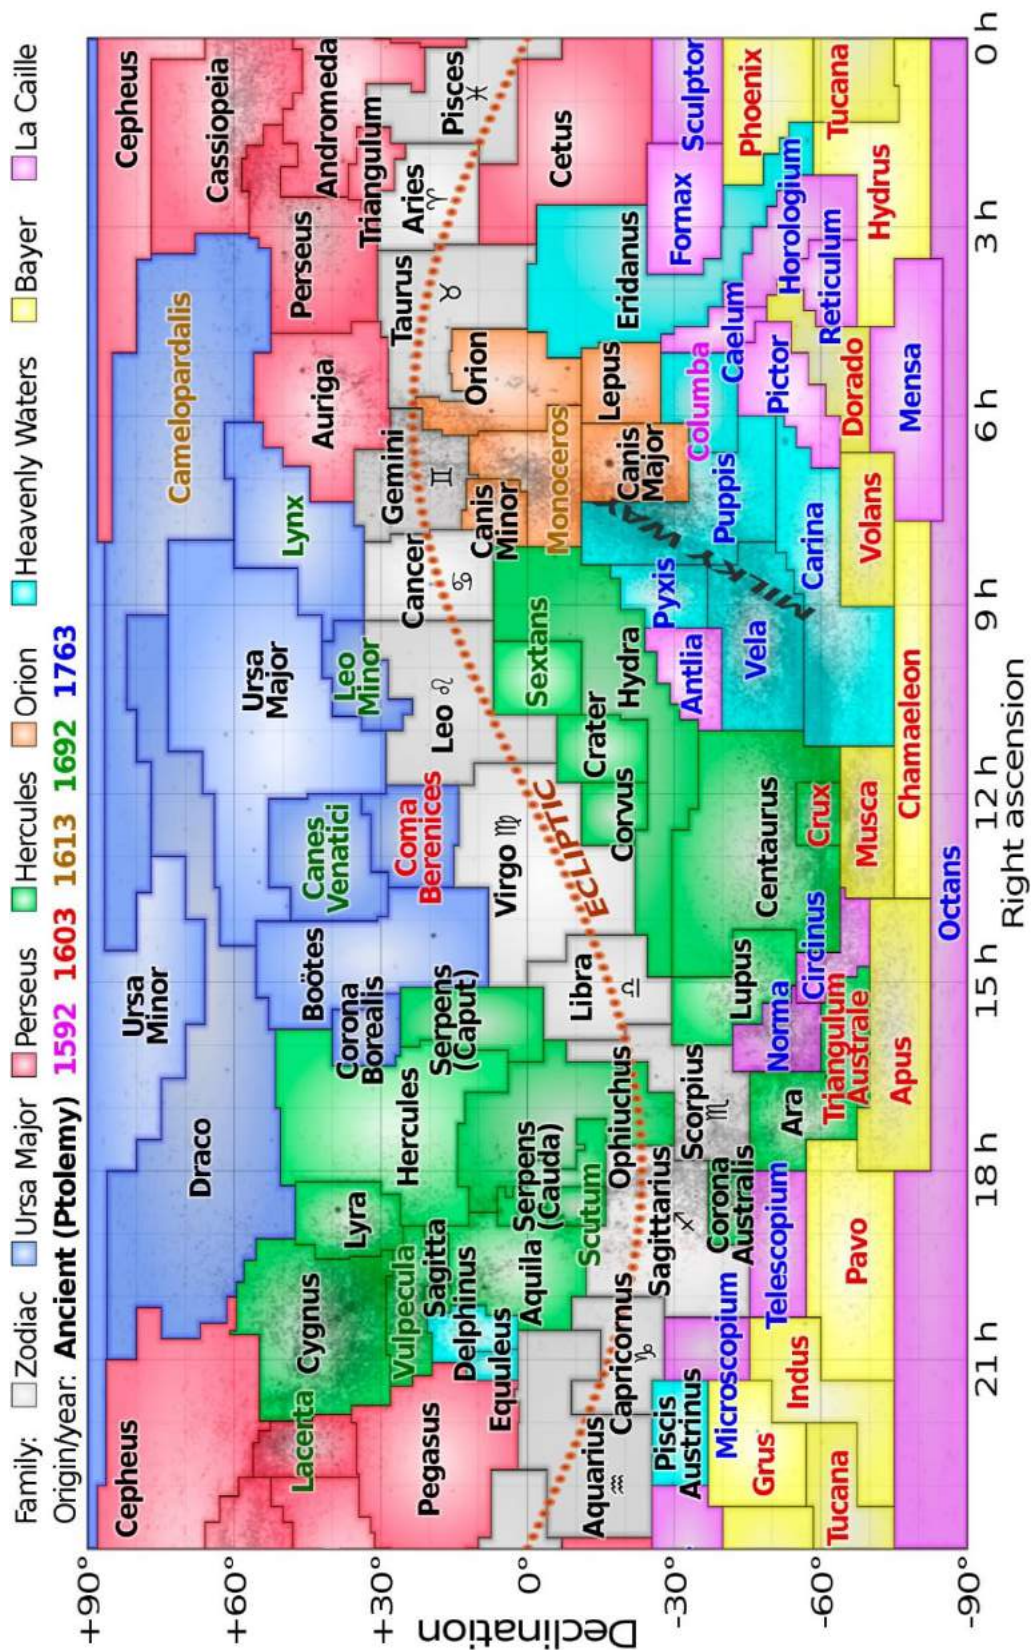 Family: Zodiac Ursa Major Perseus Hercules Orion Heavenly Waters Bayer La Caille
Origin/year: Ancient (Ptolemy) 1592 1603 1613 1692 1763
+90°
+60°
+30°
0°
-30°
-60°
-90°
Declination
21 h
18 h
15 h
12 h
9 h
6 h
3 h
0 h
Right ascension
Cepheus
Draco
Ursa
Minor
Camelopardalis
Cepheus
Cassiopeia
Lacerta
Cygnus
Lyra
Hercules
Boötes
Corona
Borealis
Canes
Venatici
Ursa
Major
Leo
Minor
Lynx
Auriga
Perseus
Andromeda
Triangulum
Pegasus
Vulpecula
Sagitta
Delphinus
Equuleus
Aquila
Serpens
(Cauda)
Scutum
Ophiuchus
Serpens
(Caput)
Coma
Berenices
Virgo ♍
Leo ♌
Cancer
♋
Gemini
♊
Canis
Minor
Orion
Taurus
♉
Aries
♈
Pisces
♓
Aquarius
♒
Capricornus
♑
Sagittarius
♐
Scorpius
♏
Libra
♎
ECLIPTIC
Corvus
Crater
Sextans
Hydra
Monoceros
Canis
Major
Lepus
Eridanus
Cetus
Piscis
Austrinus
Microscopium
Corona
Australis
Telescopium
Ara
Norma
Lupus
Circinus
Centaurus
Crux
Antlia
Pyxis
Vela
MILKY WAY
Puppis
Columba
Caelum
Carina
Pictor
Fornax
Sculptor
Horologium
Phoenix
Grus
Indus
Tucana
Pavo
Triangulum
Australe
Apus
Musca
Chamaeleon
Volans
Dorado
Reticulum
Mensa
Hydrus
Tucana
Octans